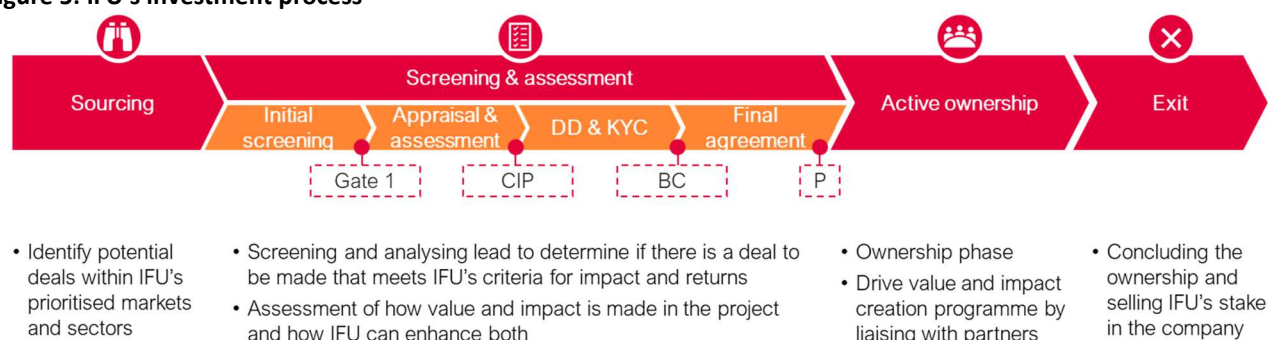 Sourcing
Screening & assessment
Initial
screening
Appraisal &
assessment
DD & KYC
Final
agreement
Active ownership
Exit
Gate 1
CIP
BC
P
• Identify potential
deals within IFU's
prioritised markets
and sectors
• Screening and analysing lead to determine if there is a deal to
be made that meets IFU's criteria for impact and returns
• Assessment of how value and impact is made in the project
and how IFU can enhance both
• Ownership phase
• Drive value and impact
creation programme by
liaising with partners
• Concluding the
ownership and
selling IFU's stake
in the company